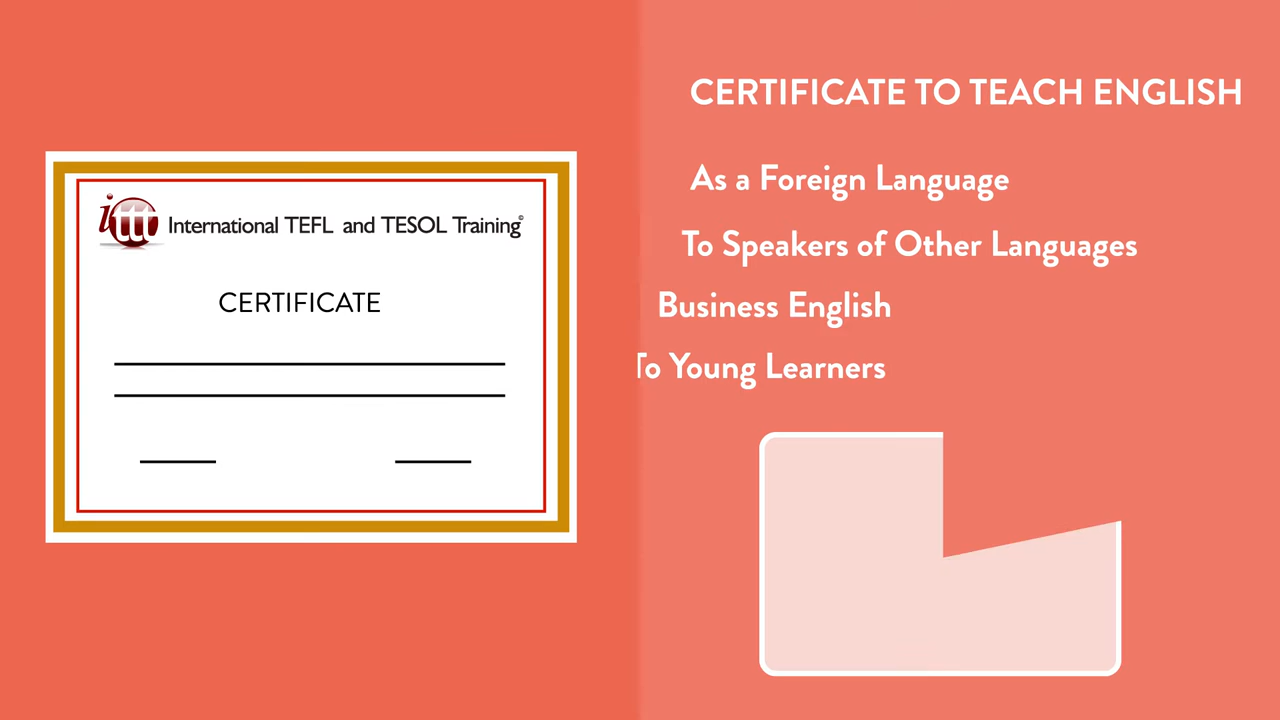 ittt International TEFL and TESOL Training©
CERTIFICATE
CERTIFICATE TO TEACH ENGLISH
As a Foreign Language
To Speakers of Other Languages
Business English
To Young Learners